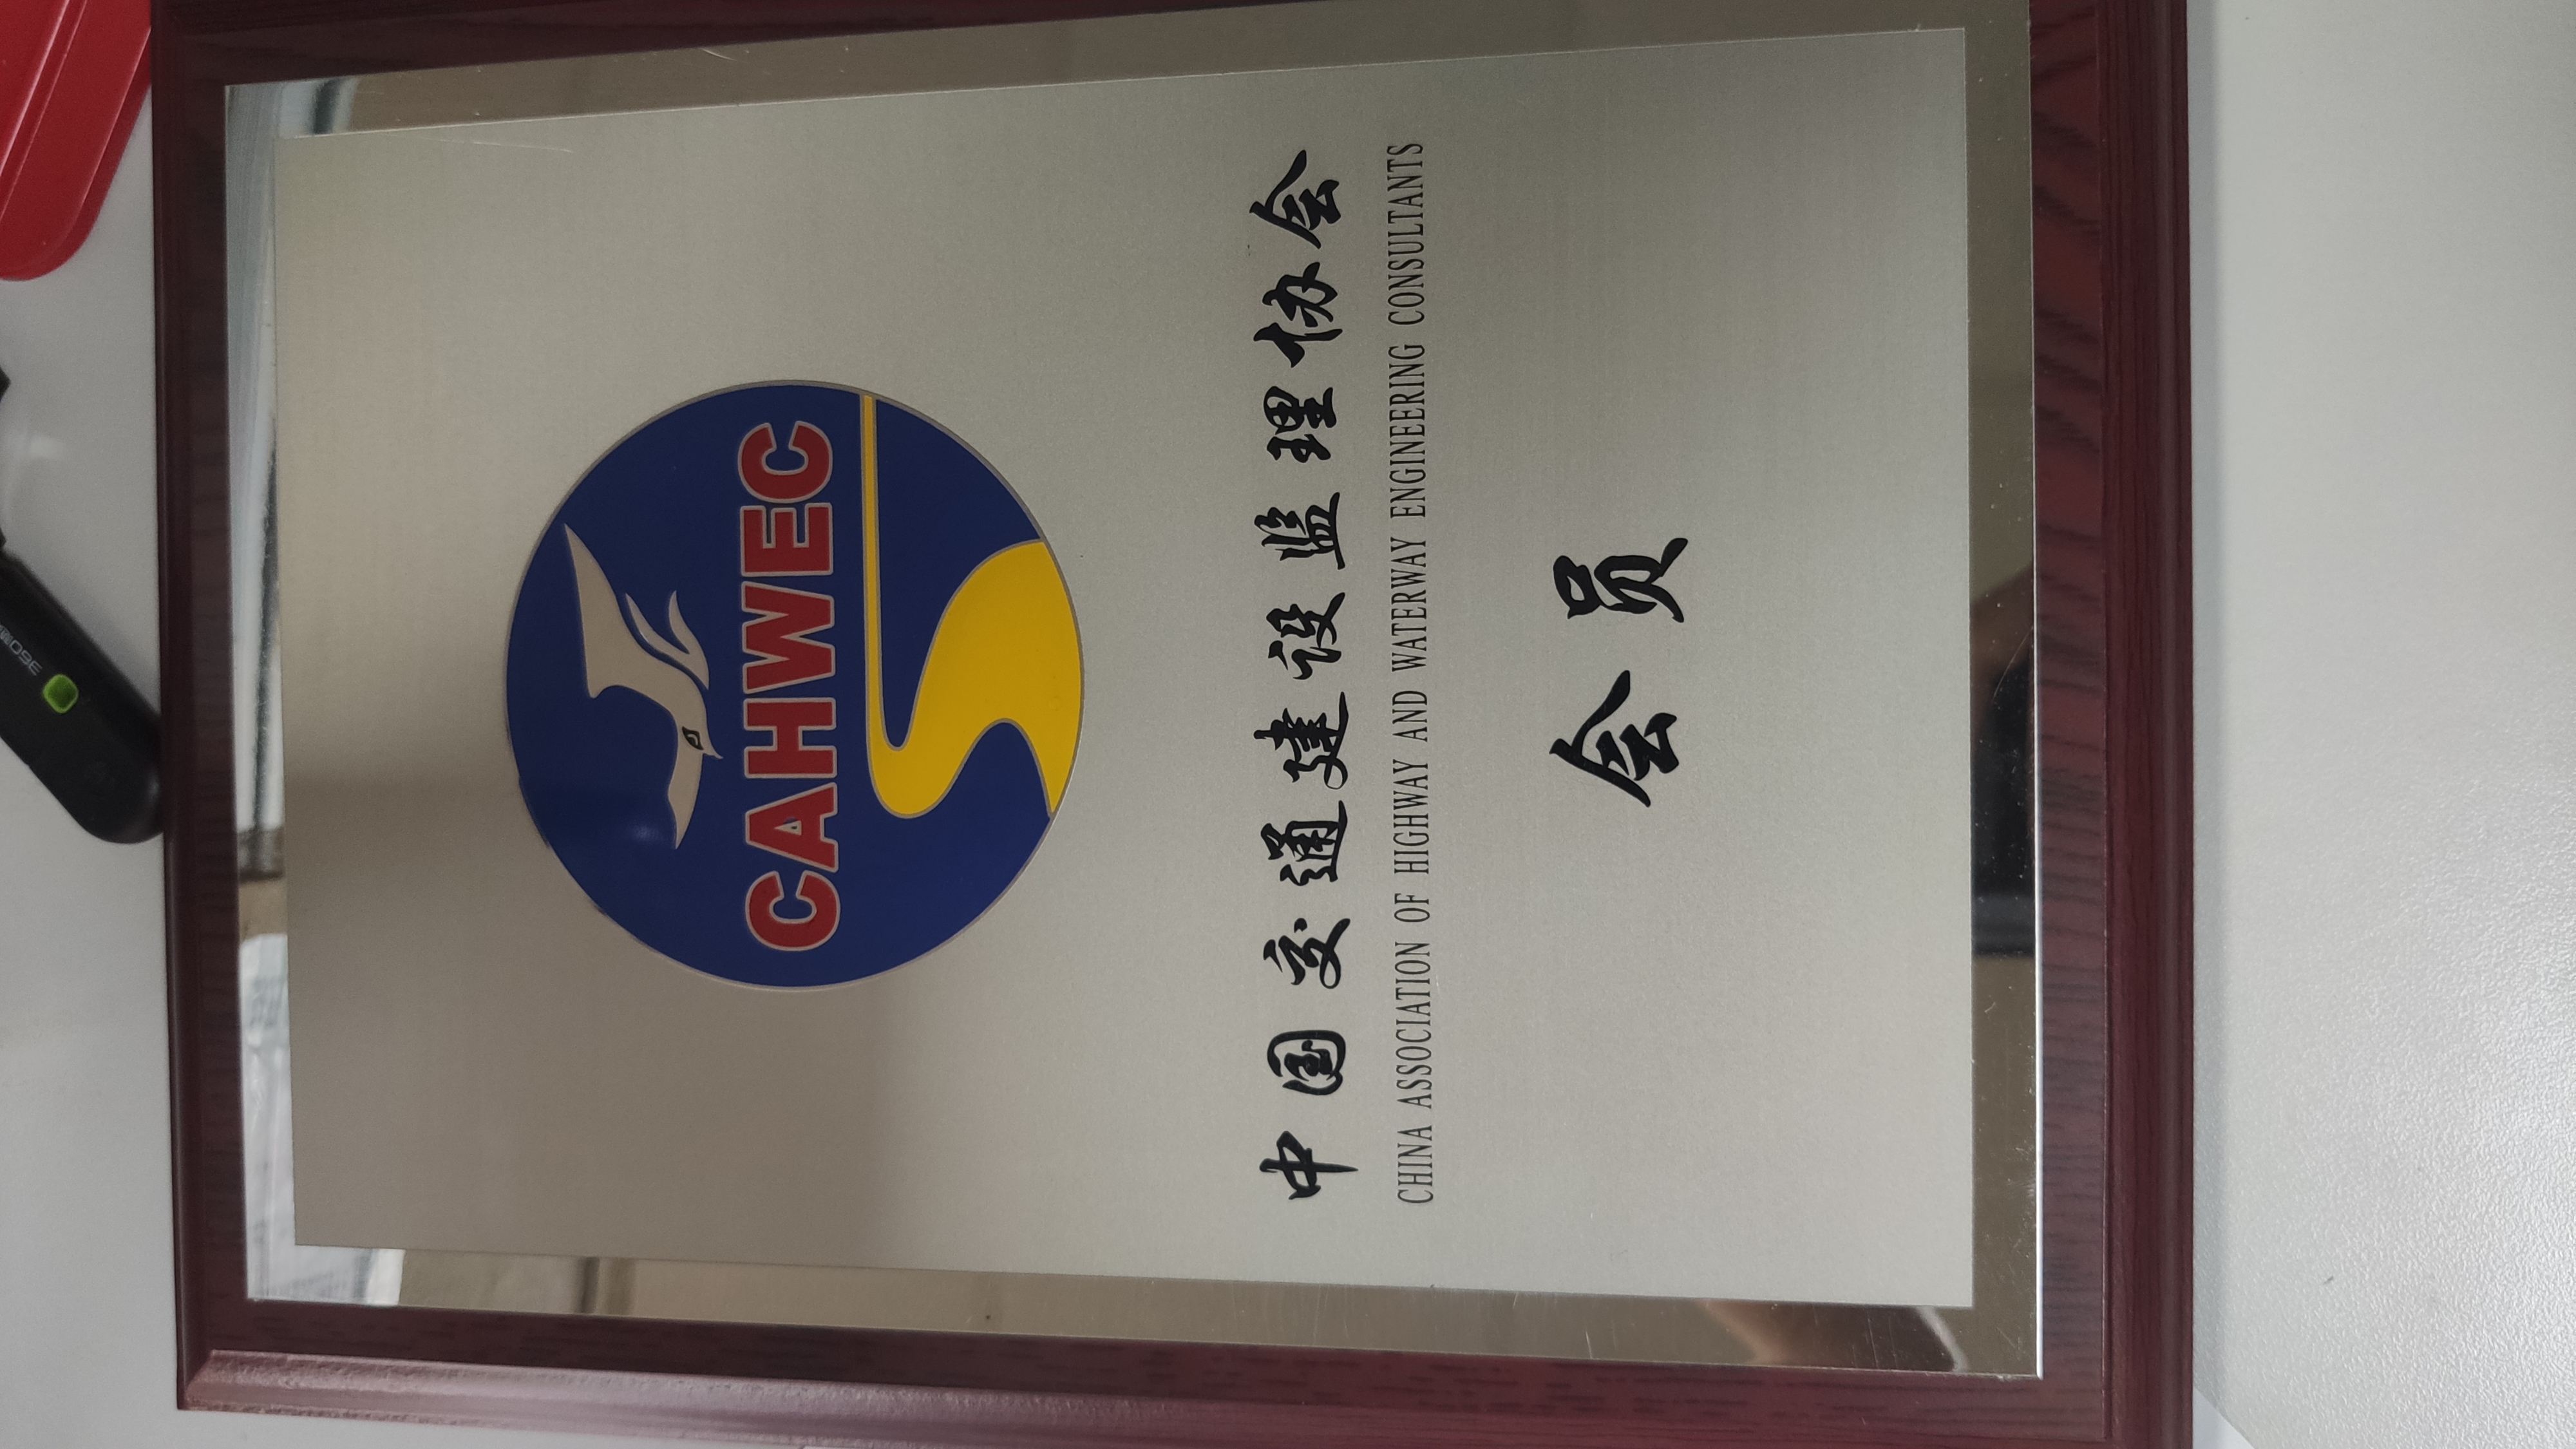 CAHWEC
中国交通建设监理协会
CHINA ASSOCIATION OF HIGHWAY AND WATERWAY ENGINEERING CONSULTANTS
会员